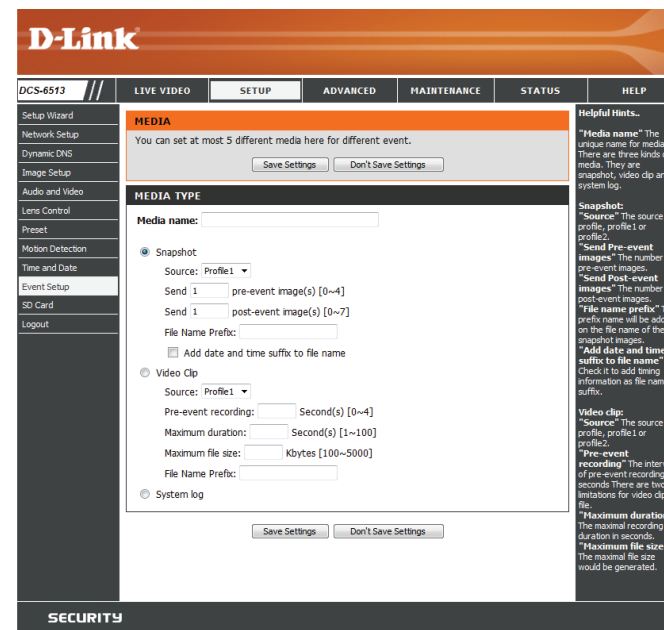 D-Link
DCS-6513
LIVE VIDEO
SETUP
ADVANCED
MAINTENANCE
STATUS
HELP
Setup Wizard
Network Setup
Dynamic DNS
Image Setup
Audio and Video
Lens Control
Preset
Motion Detection
Time and Date
Event Setup
SD Card
Logout
MEDIA
You can set at most 5 different media here for different event.
Save Settings
Don't Save Settings
MEDIA TYPE
Media name:
Snapshot
Source: Profile1
Send 1 pre-event image(s) [0~4]
Send 1 post-event image(s) [0~7]
File Name Prefix:
Add date and time suffix to file name
Video Clip
Source: Profile1
Pre-event recording: Second(s) [0~4]
Maximum duration: Second(s) [1~100]
Maximum file size: Kbytes [100~5000]
File Name Prefix:
System log
Save Settings
Don't Save Settings
Helpful Hints..
"Media name" The
unique name for media.
There are three kinds
media. They are
snapshot, video clip
system log.
Snapshot:
"Source" The source
profile, profile1 or
profile2.
"Send Pre-event
images" The number
pre-event images.
"Send Post-event
images" The number
post-event images.
"File name prefix"
prefix name will be
on the file name of the
snapshot images.
"Add date and time
suffix to file name"
Check it to add timing
information as file
suffix.
Video clip:
"Source" The source
profile, profile1 or
profile2.
"Pre-event
recording" The
of pre-event recording
seconds There are two
limitations for video
file.
"Maximum duration
The maximal recording
duration in seconds.
"Maximum file size
The maximal file size
would be generated.
SECURITY